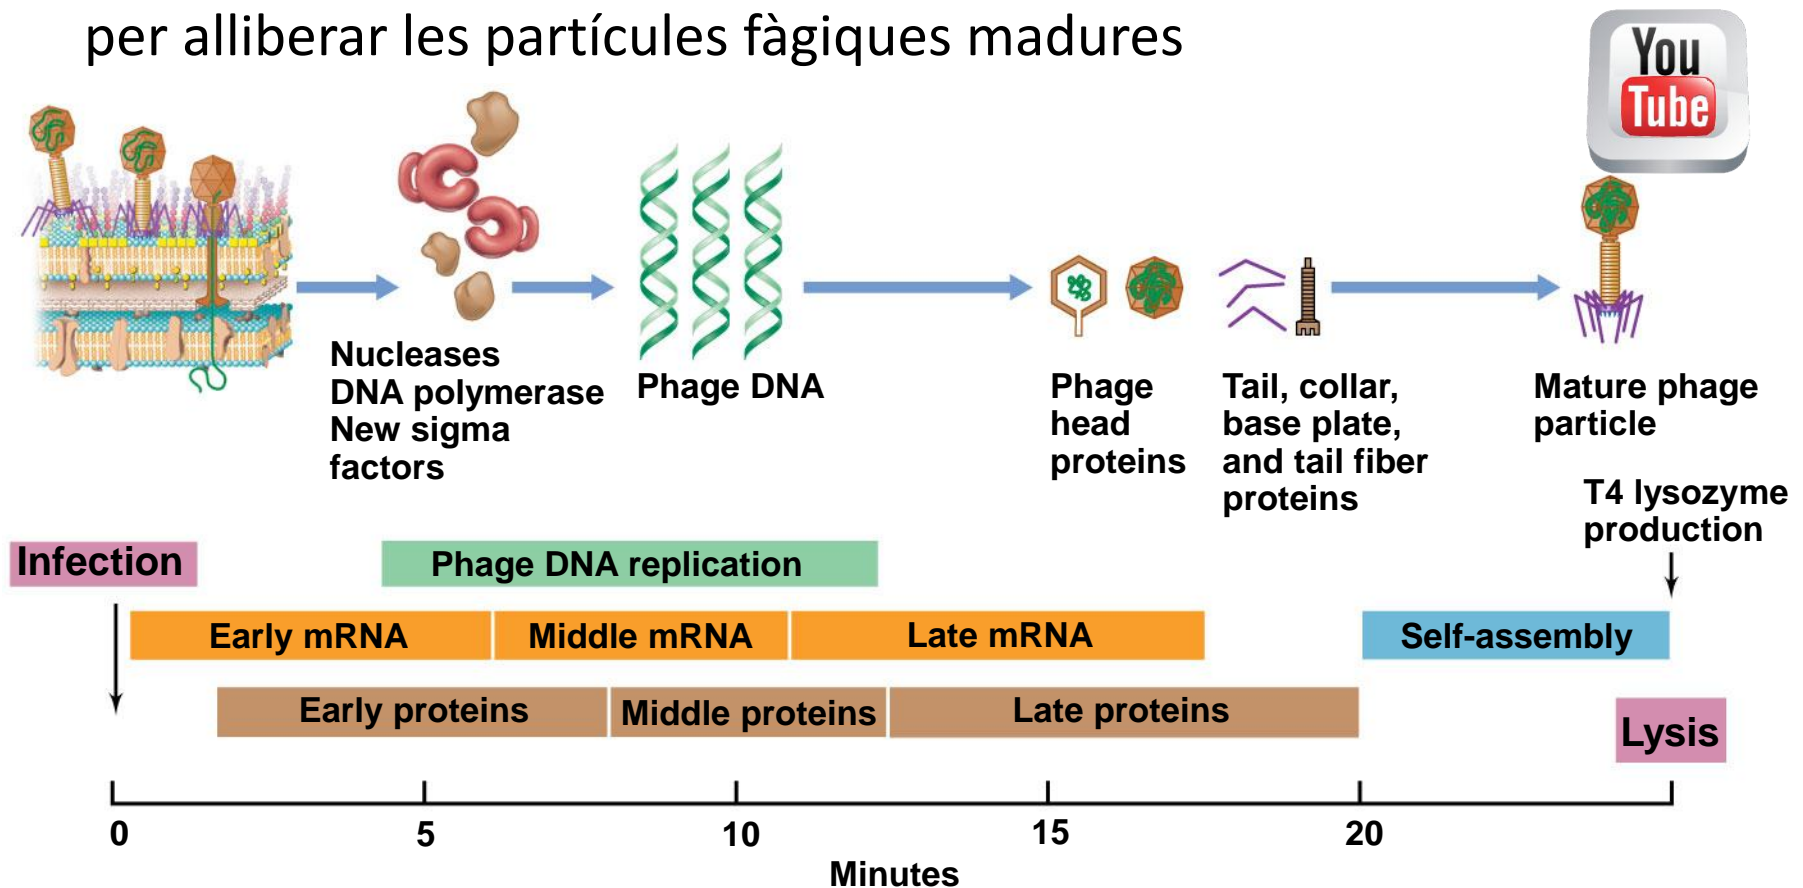 per alliberar les partícules fàgiques madures
You
Tube
Nucleases
DNA polymerase
New sigma
factors
Phage DNA
Phage
head
proteins
Tail, collar,
base plate,
and tail fiber
proteins
Mature phage
particle
T4 lysozyme
production
Infection
Phage DNA replication
Early mRNA
Middle mRNA
Late mRNA
Self-assembly
Early proteins
Middle proteins
Late proteins
Lysis
0
5
10
15
20
Minutes